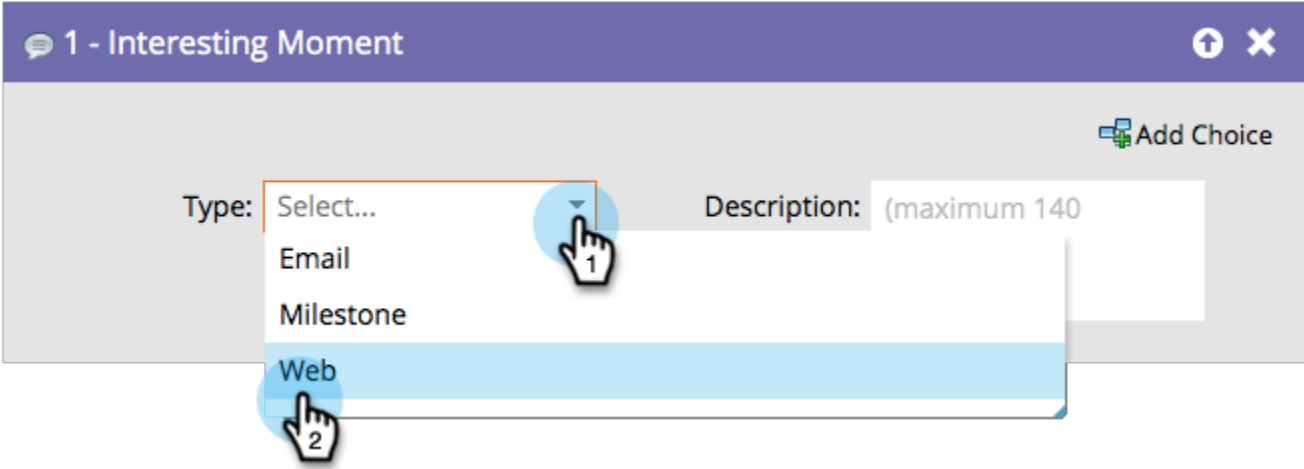 1 - Interesting Moment
Add Choice
Type: Select... Description: (maximum 140
Email
1
Milestone
Web
2